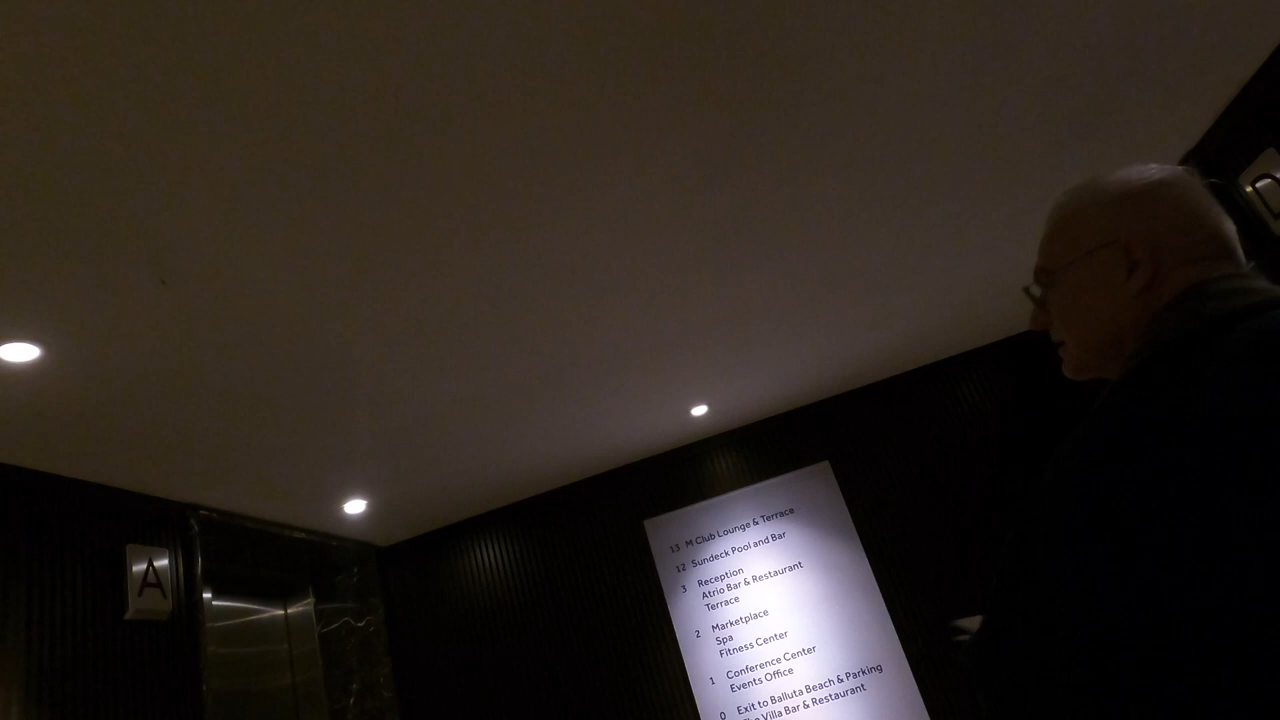 A
13 M Club Lounge & Terrace
12 Sundeck Pool and Bar
3 Reception
Atrio Bar & Restaurant
Terrace
2 Marketplace
Spa
Fitness Center
1 Conference Center
Events Office
0 Exit to Balluta Beach & Parking
The Villa Bar & Restaurant